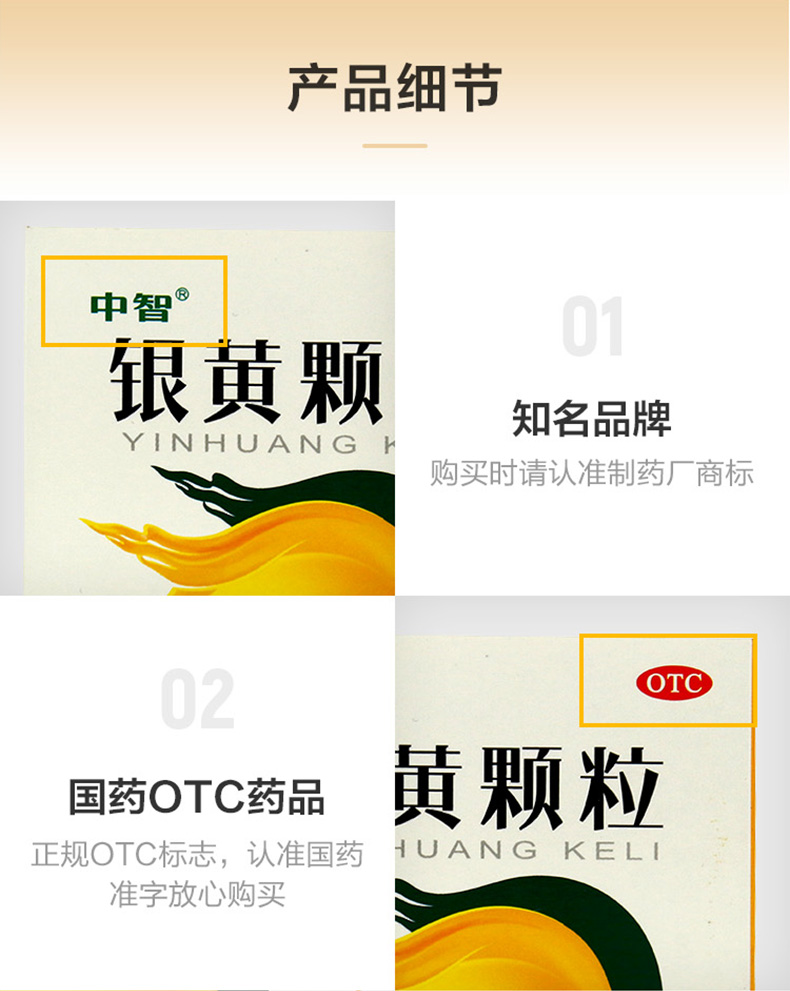 产品细节
中智®
银黄颗
YINHUANG K
01
知名品牌
购买时请认准制药厂商标
02
国药OTC药品
正规OTC标志，认准国药
准字放心购买
OTC
黄颗粒
HUANG KELI